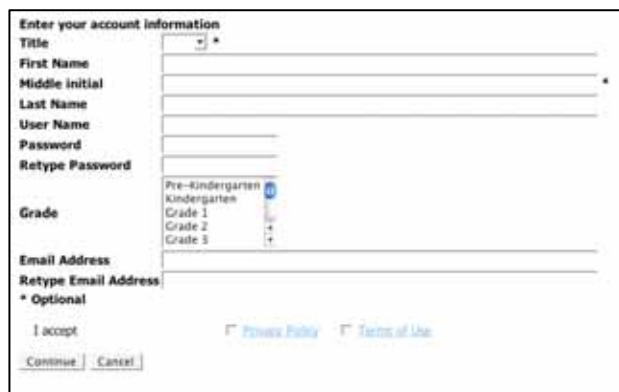 Enter your account information
Title *
First Name
Middle initial *
Last Name
User Name
Password
Retype Password
Pre-Kindergarten
Kindergarten
Grade Grade 1
Grade 2
Grade 3
Email Address
Retype Email Address
* Optional
I accept Privacy Policy Terms of Use
Continue Cancel